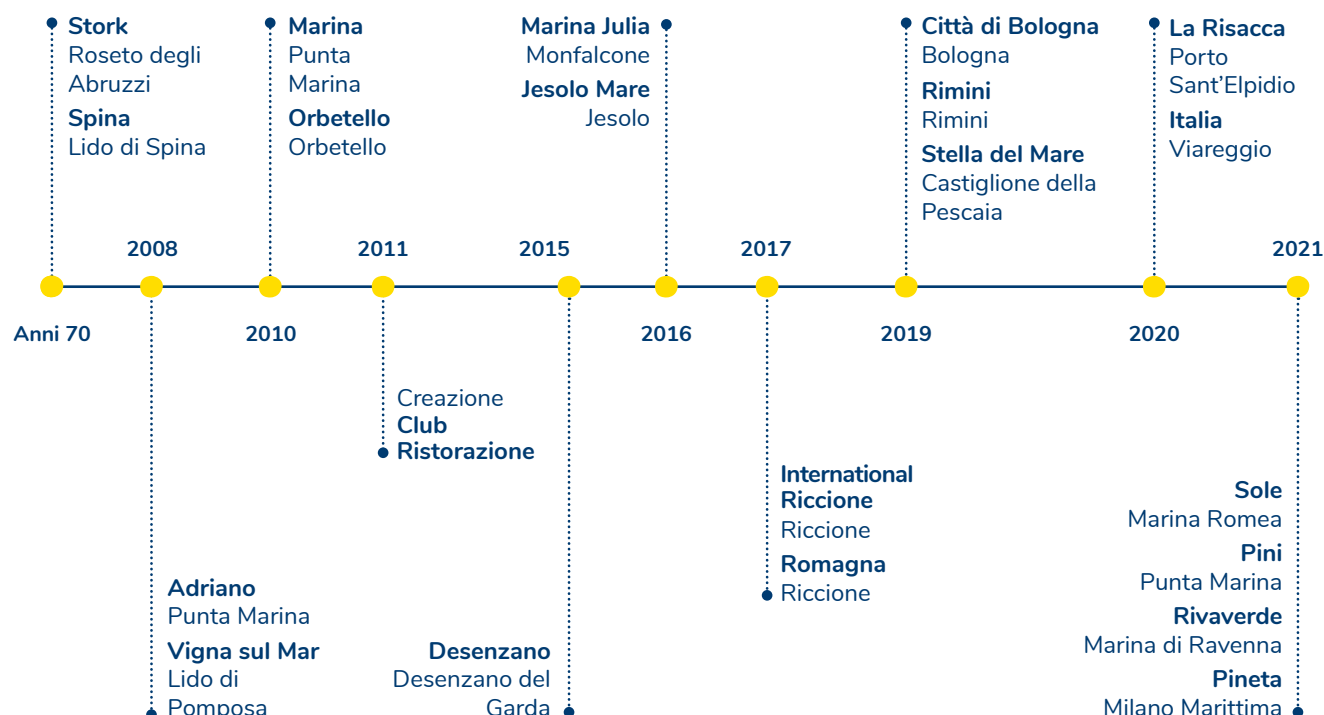 Stork
Roseto degli
Abruzzi
Spina
Lido di Spina
Marina
Punta
Marina
Orbetello
Orbetello
Marina Julia
Monfalcone
Jesolo Mare
Jesolo
Città di Bologna
Bologna
Rimini
Rimini
Stella del Mare
Castiglione della
Pescaia
La Risacca
Porto
Sant’Elpidio
Italia
Viareggio
2008
2011
2015
2017
2021
Anni 70
2010
2016
2019
2020
Creazione
Club
Ristorazione
Adriano
Punta Marina
Vigna sul Mar
Lido di
Pomposa
Desenzano
Desenzano del
Garda
International
Riccione
Riccione
Romagna
Riccione
Sole
Marina Romea
Pini
Punta Marina
Rivaverde
Marina di Ravenna
Pineta
Milano Marittima